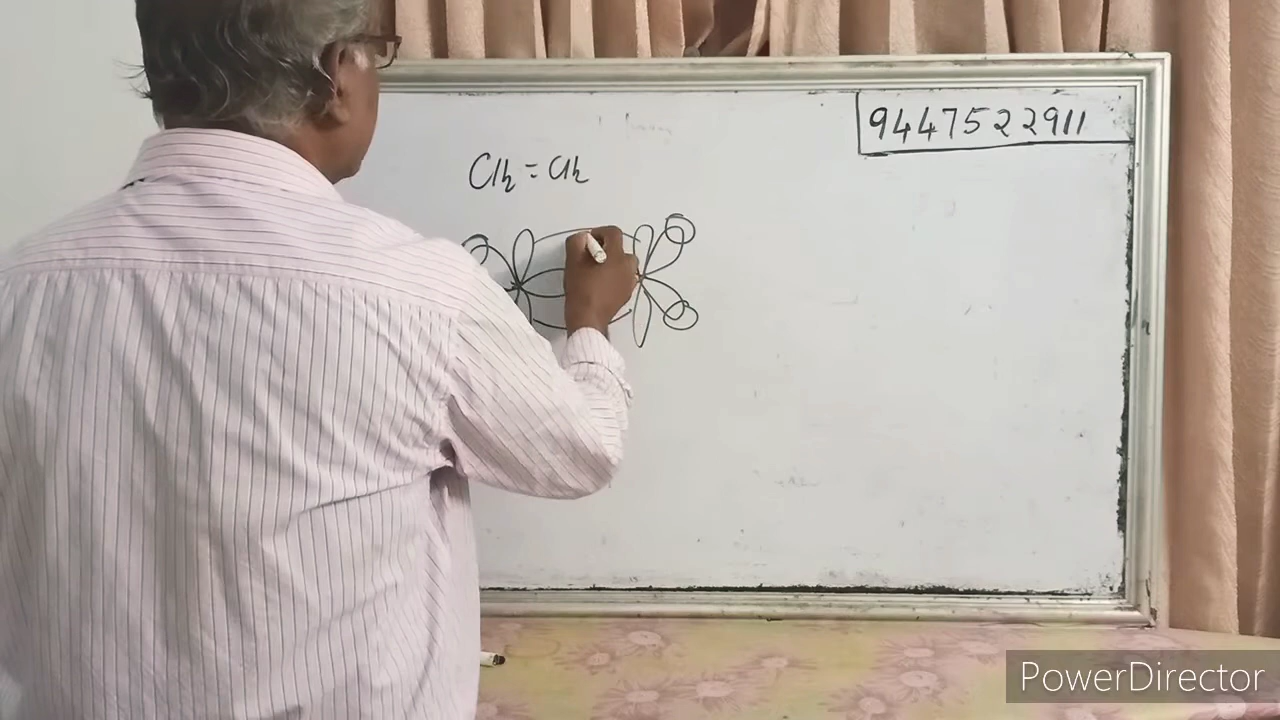 9447522911
CH₂ = CH₂
PowerDirector